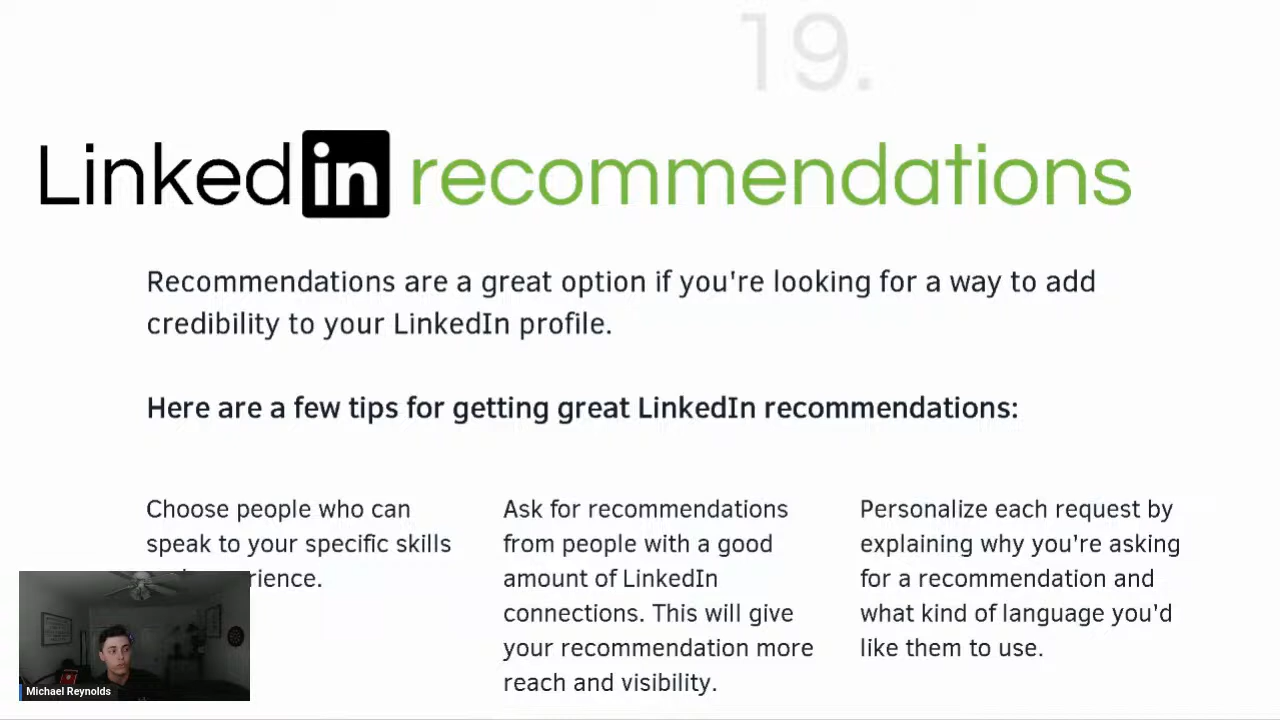 19.
Linkedin recommendations
Recommendations are a great option if you're looking for a way to add
credibility to your LinkedIn profile.
Here are a few tips for getting great LinkedIn recommendations:
Choose people who can
speak to your specific skills
rience.
Ask for recommendations
from people with a good
amount of LinkedIn
connections. This will give
your recommendation more
reach and visibility.
Personalize each request by
explaining why you're asking
for a recommendation and
what kind of language you'd
like them to use.
Michael Reynolds